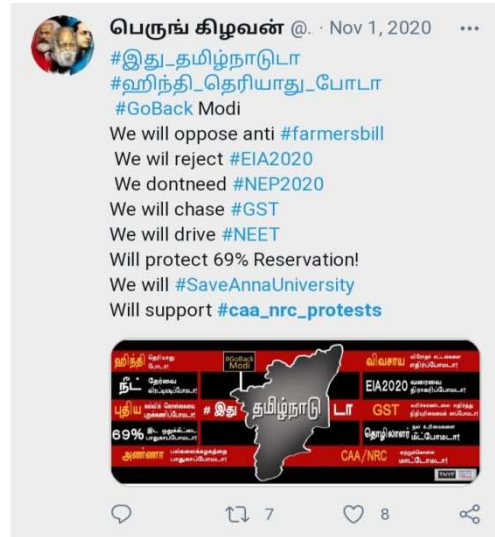 பெருங் கிழவன் @. · Nov 1, 2020
#இது_தமிழ்நாடுடா
#ஹிந்தி_தெரியாது_போடா
#GoBack Modi
We will oppose anti #farmersbill
We wil reject #EIA2020
We dontneed #NEP2020
We will chase #GST
We will drive #NEET
Will protect 69% Reservation!
We will #SaveAnnaUniversity
Will support #caa_nrc_protests
ஹிந்தி தெரியாது போடா!
#GoBack Modi
விவசாய
நீட் தேர்வை
EIA2020
புதிய
# இது தமிழ்நாடு டா
GST
69% இட ஒதுக்கீட்டை
தொழிலாளர்
அண்ணா
CAA/NRC
7
8